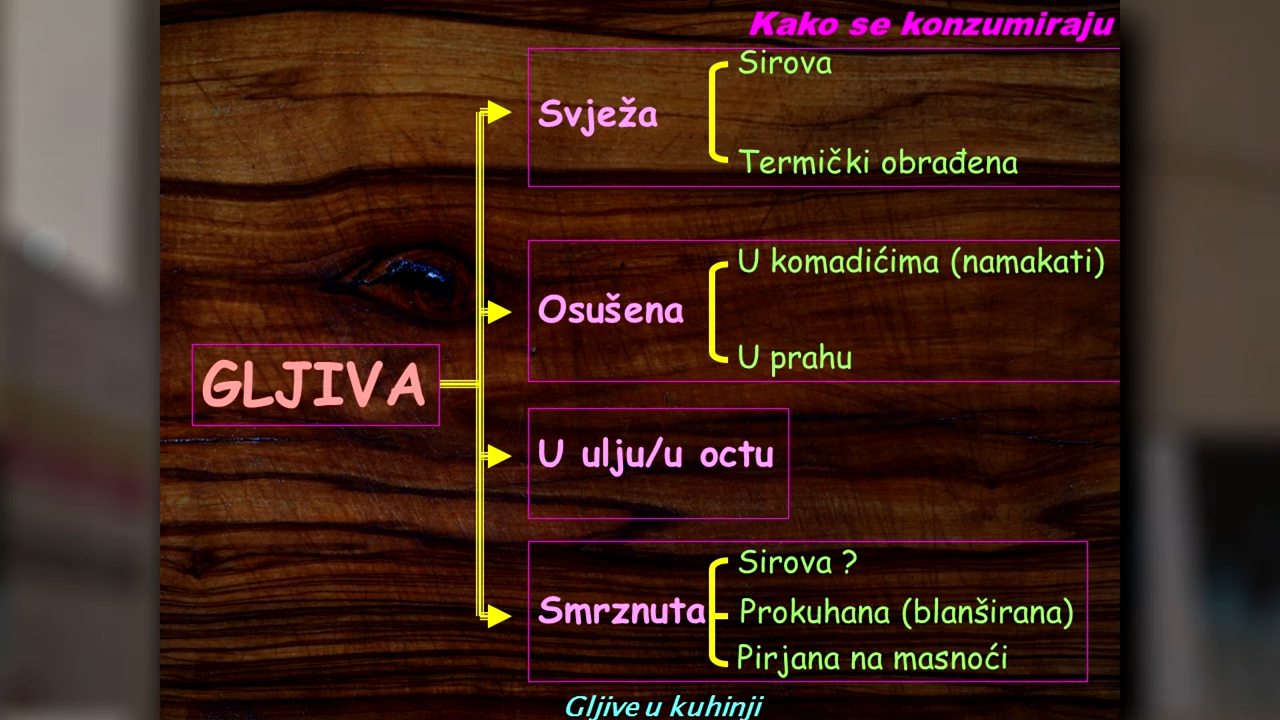 Kako se konzumiraju
Sirova
Svježa
Termički obrađena
U komadićima (namakati)
Osušena
U prahu
GLJIVA
U ulju/u octu
Sirova ?
Smrznuta
Prokuhana (blanširana)
Pirjana na masnoći
Gljive u kuhinji